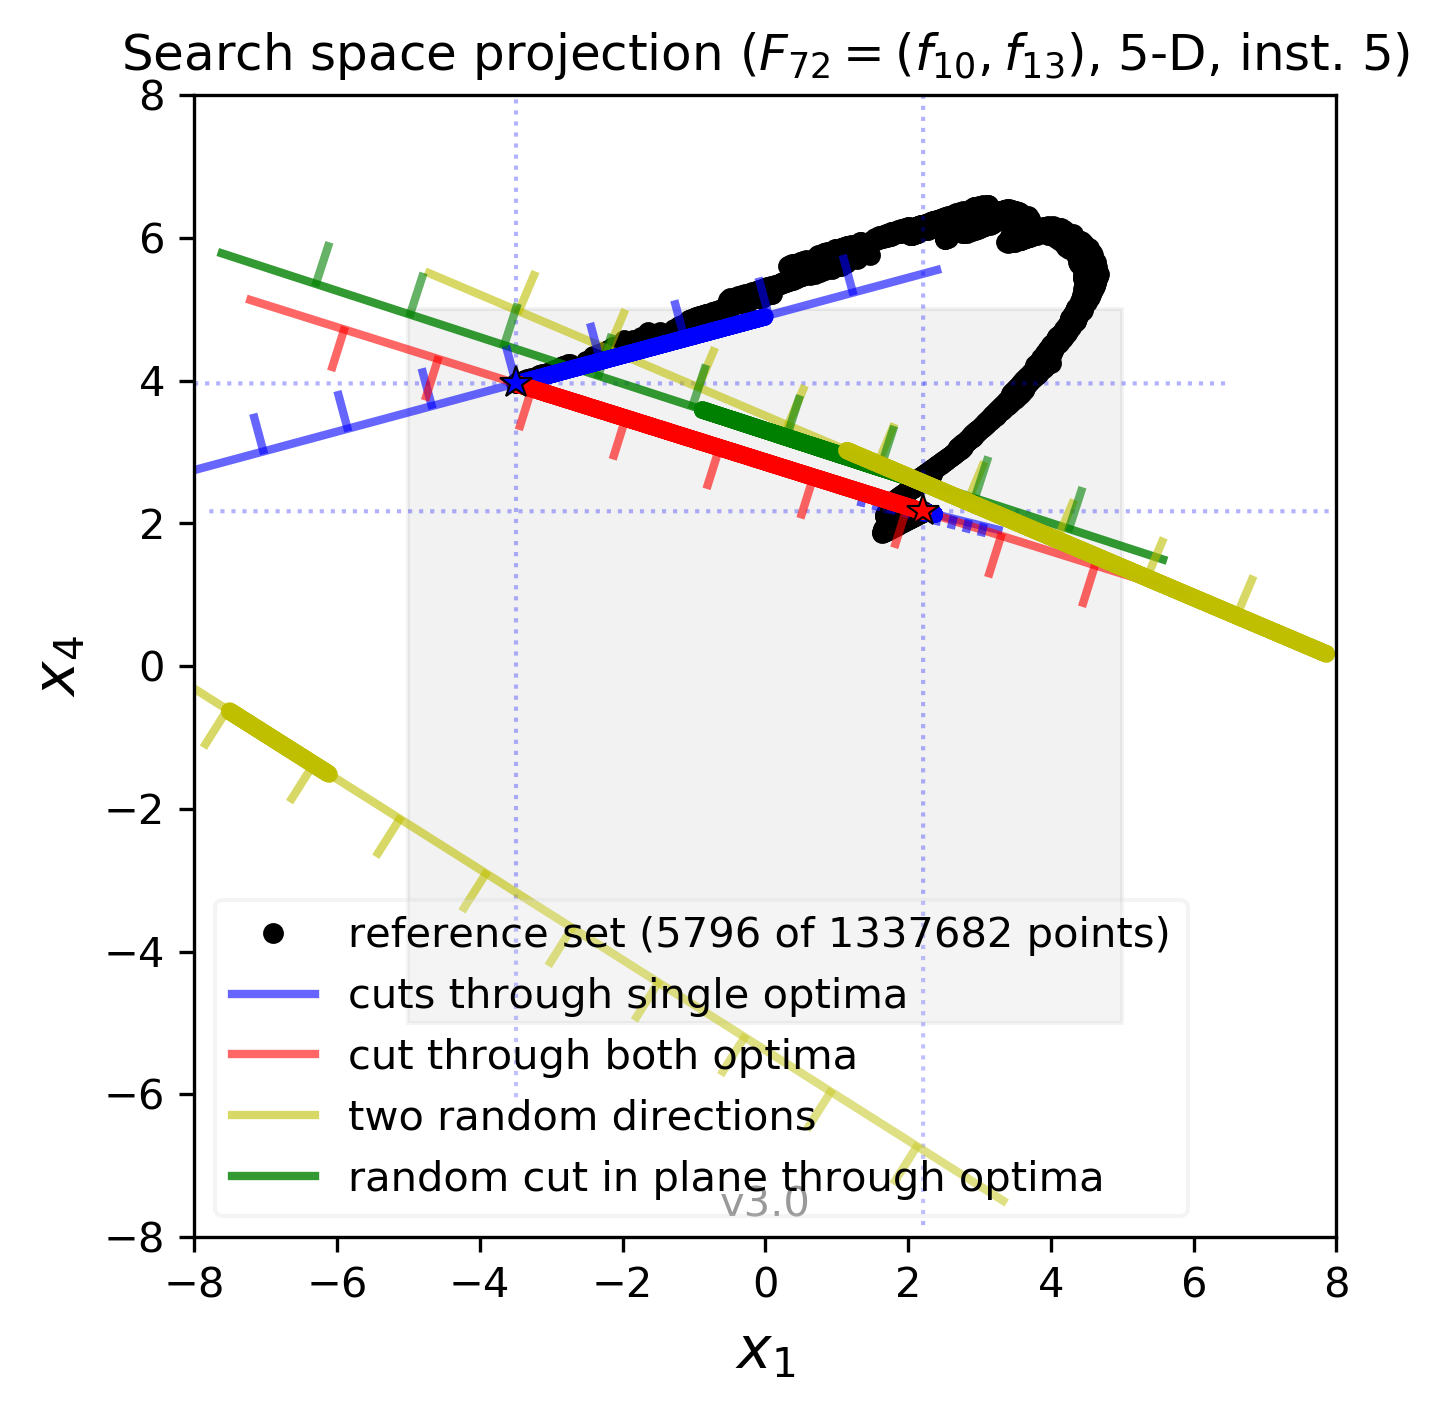 Search space projection (F₇₂ = (f₁₀, f₁₃), 5-D, inst. 5)
8
6
4
2
0
−2
−4
−6
−8
x₄
reference set (5796 of 1337682 points)
cuts through single optima
cut through both optima
two random directions
random cut in plane through optima
v3.0
−8 −6 −4 −2 0 2 4 6 8
x₁